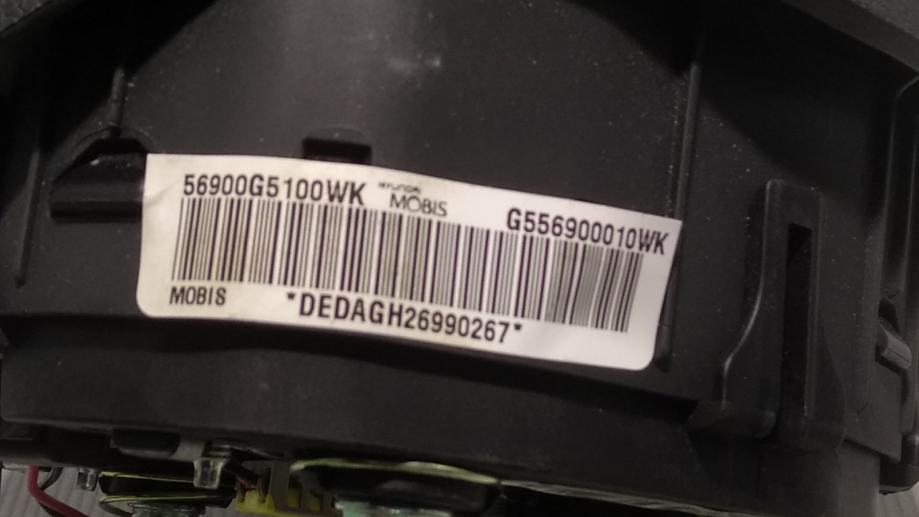 56900G5100WK HYUNDAI MOBIS G556900010WK
MOBIS *DEDAGH26990267*